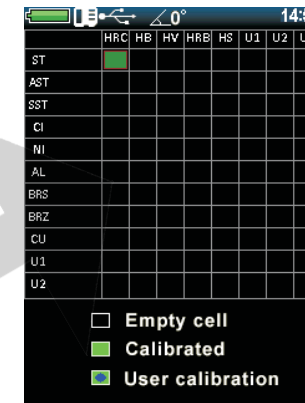 0° 14:
HRC HB HV HRB HS U1 U2
ST
AST
SST
CI
NI
AL
BRS
BRZ
CU
U1
U2
Empty cell
Calibrated
User calibration